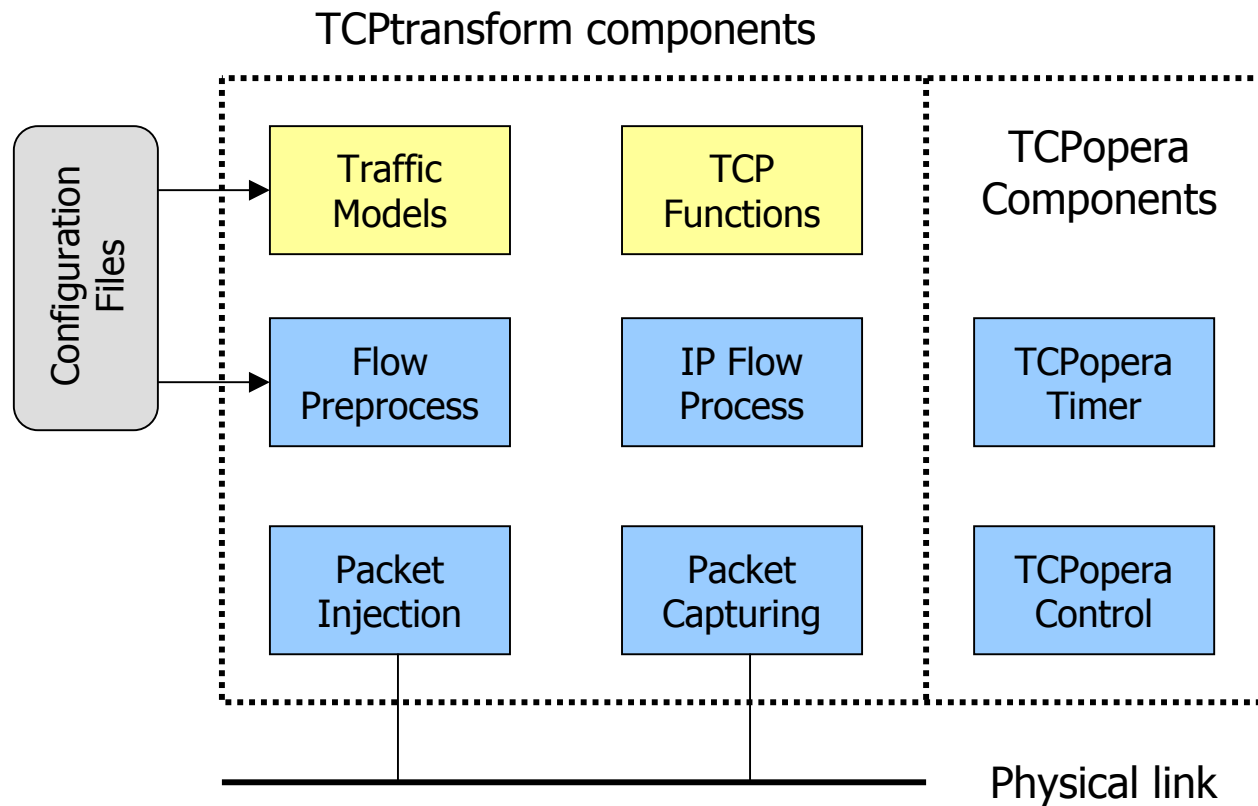 TCPtransform components
Configuration
Files
Traffic
Models
TCP
Functions
TCPopera
Components
Flow
Preprocess
IP Flow
Process
TCPopera
Timer
Packet
Injection
Packet
Capturing
TCPopera
Control
Physical link